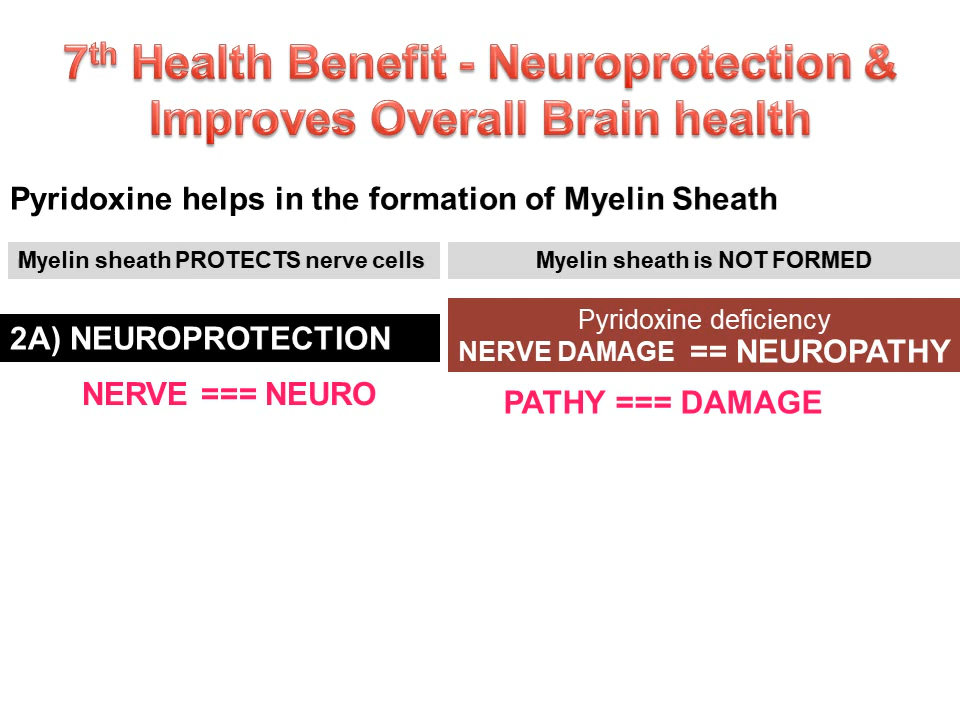 7th Health Benefit - Neuroprotection &
Improves Overall Brain health
Pyridoxine helps in the formation of Myelin Sheath
Myelin sheath PROTECTS nerve cells
Myelin sheath is NOT FORMED
2A) NEUROPROTECTION
Pyridoxine deficiency
NERVE DAMAGE == NEUROPATHY
NERVE === NEURO
PATHY === DAMAGE